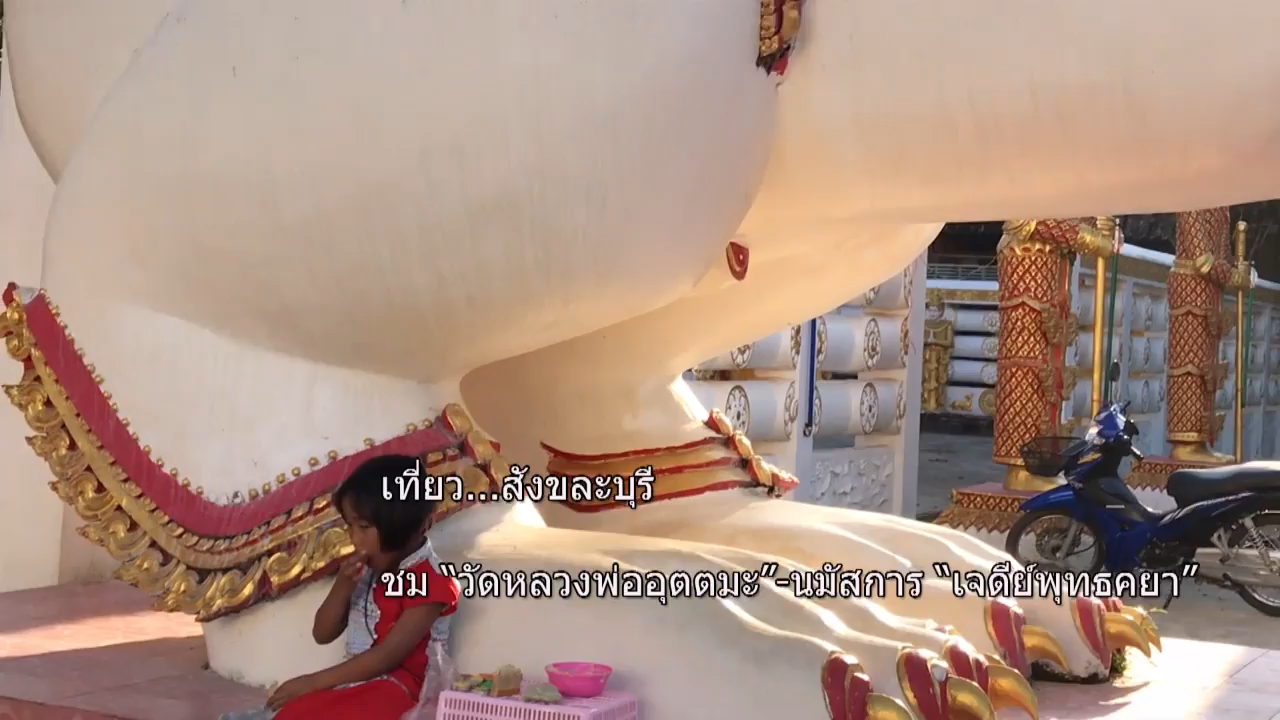 เที่ยว...สังขละบุรี
ชม “วัดหลวงพ่ออุตตมะ”-นมัสการ “เจดีย์พุทธคยา”